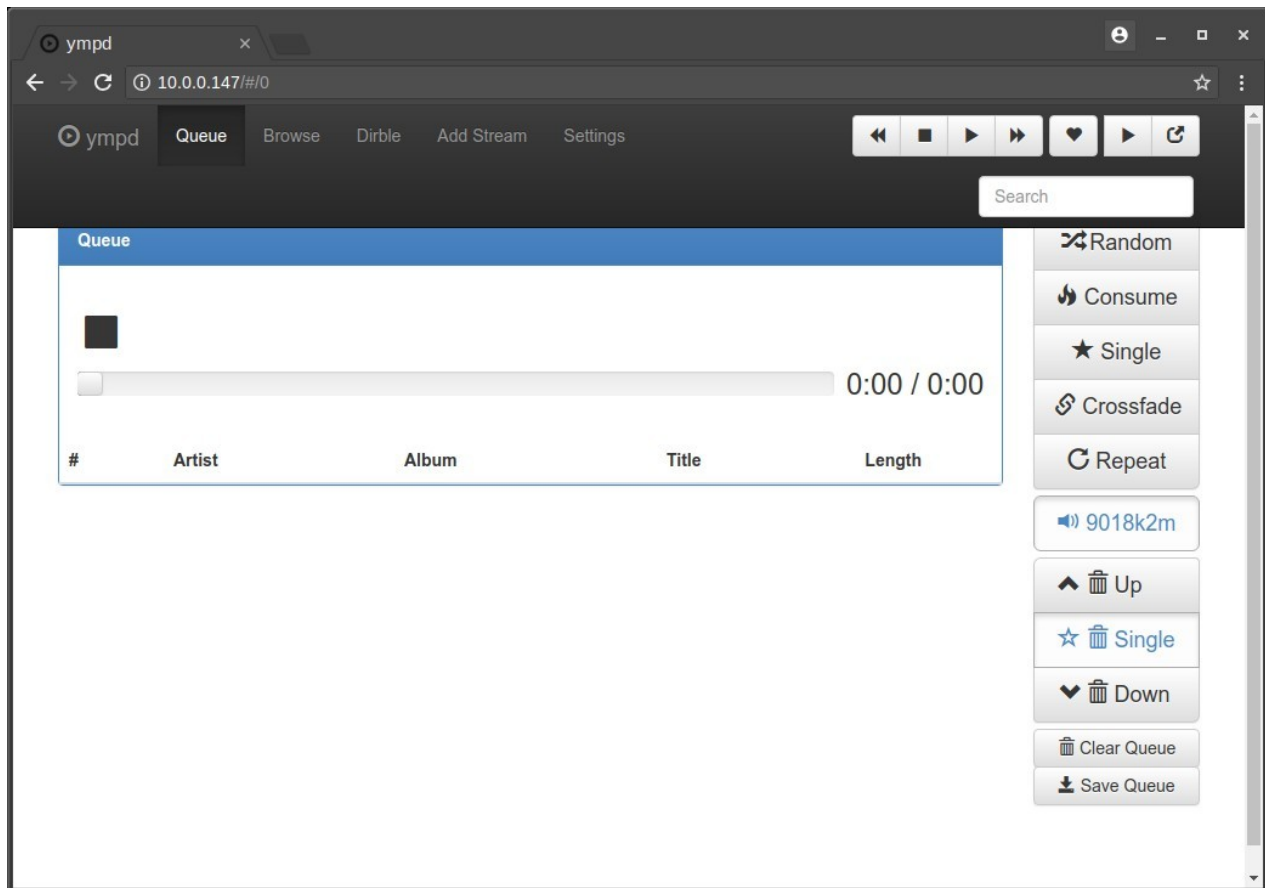 ympd
10.0.0.147/#/0
ympd Queue Browse Dirble Add Stream Settings
Search
Queue
0:00 / 0:00
# Artist Album Title Length
Random
Consume
Single
Crossfade
Repeat
9018k2m
Up
Single
Down
Clear Queue
Save Queue